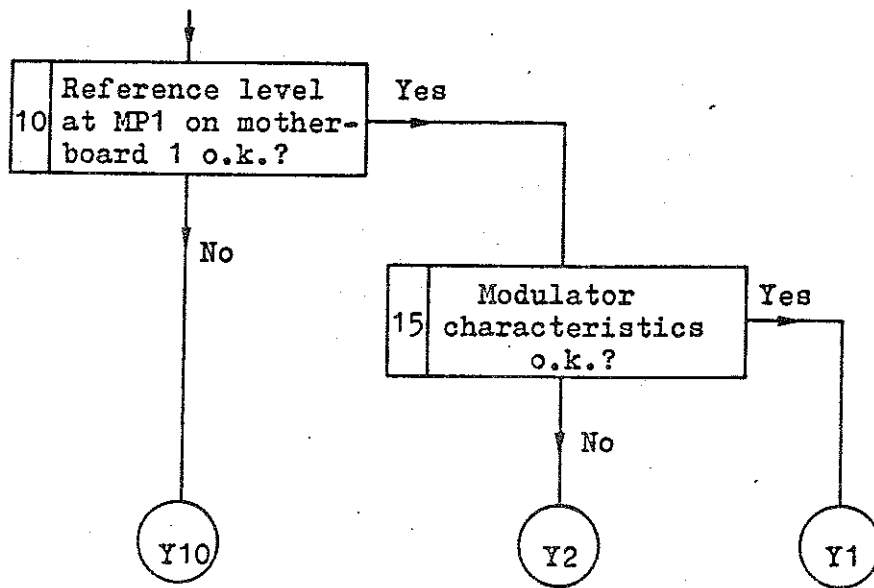 10
Reference level
at MP1 on mother-
board 1 o.k.?
Yes
No
15
Modulator
characteristics
o.k.?
Yes
No
Y10
Y2
Y1